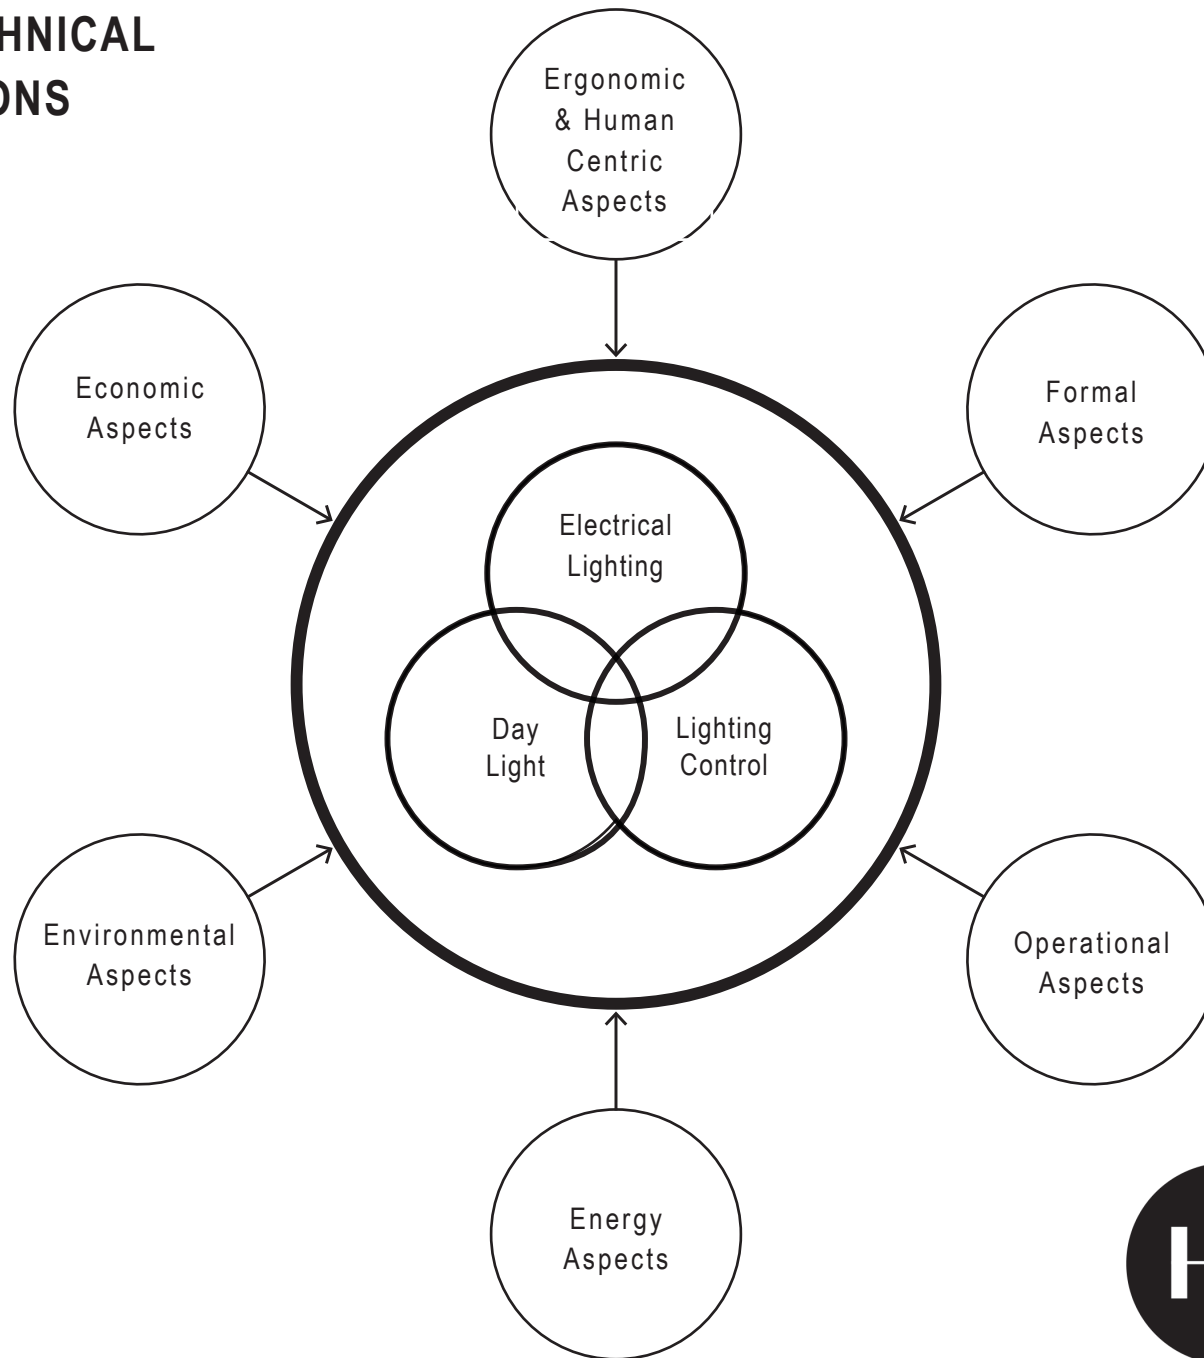 HNICAL
ONS
Ergonomic
& Human
Centric
Aspects
Economic
Aspects
Formal
Aspects
Electrical
Lighting
Day
Light
Lighting
Control
Environmental
Aspects
Operational
Aspects
Energy
Aspects
H